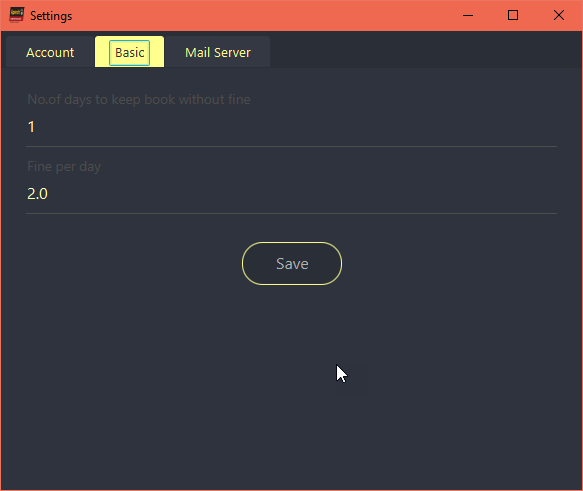 Settings
Account Basic Mail Server
No.of days to keep book without fine
1
Fine per day
2.0
Save